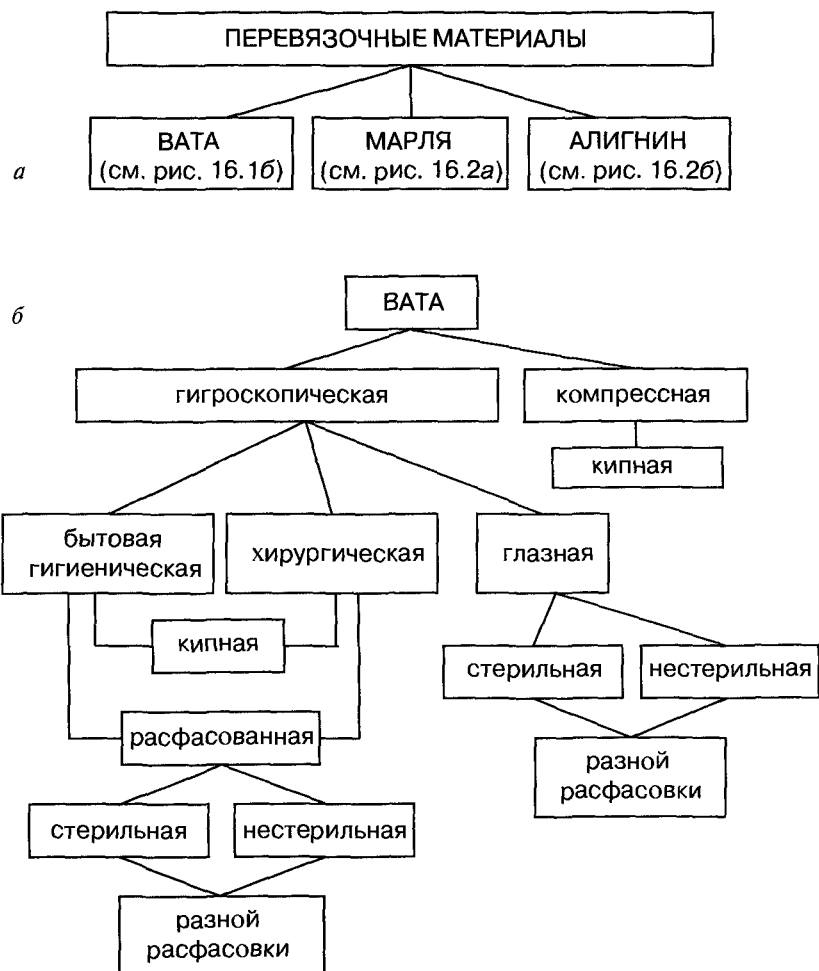 ПЕРЕВЯЗОЧНЫЕ МАТЕРИАЛЫ
а
ВАТА
(см. рис. 16.1б)
МАРЛЯ
(см. рис. 16.2а)
АЛИГНИН
(см. рис. 16.2б)
б
ВАТА
гигроскопическая
компрессная
кипная
бытовая
гигиеническая
хирургическая
глазная
кипная
стерильная
нестерильная
расфасованная
разной
расфасовки
стерильная
нестерильная
разной
расфасовки